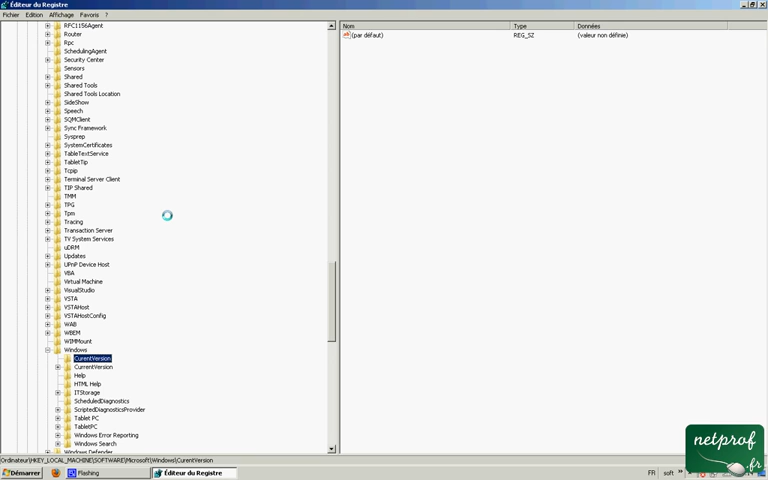 Éditeur du Registre
Fichier Edition Affichage Favoris ?
RFC1156Agent
Router
Rpc
SchedulingAgent
Security Center
Sensors
Shared
Shared Tools
Shared Tools Location
SideShow
Speech
SQMClient
Sync Framework
Sysprep
SystemCertificates
TableTextService
TabletTip
Tcpip
Terminal Server Client
TIP Shared
TMM
TPG
Tpm
Tracing
Transaction Server
TV System Services
uDRM
Updates
UPnP Device Host
VBA
Virtual Machine
VisualStudio
VSTA
VSTAHost
VSTAHostConfig
WAB
WBEM
WIMMount
Windows
CurentVersion
CurrentVersion
Help
HTML Help
ITStorage
ScheduledDiagnostics
ScriptedDiagnosticsProvider
Tablet PC
TabletPC
Windows Error Reporting
Windows Search
Windows Defender
Nom Type Données
ab (par défaut) REG_SZ (valeur non définie)
Ordinateur\HKEY_LOCAL_MACHINE\SOFTWARE\Microsoft\Windows\CurentVersion
Démarrer Flashing Éditeur du Registre FR soft »
netprof
.fr